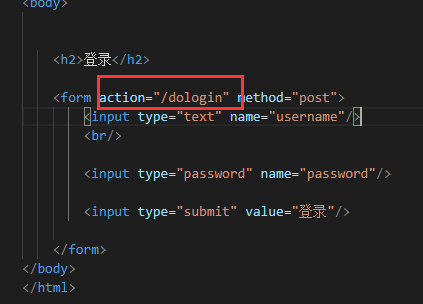 <body>
<h2>登录</h2>
<form action="/dologin" method="post">
<input type="text" name="username"/>
<br/>
<input type="password" name="password"/>
<input type="submit" value="登录"/>
</form>
</body>
</html>